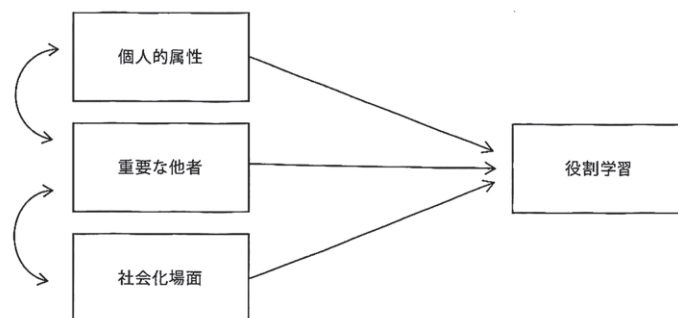 個人的属性
重要な他者
役割学習
社会化場面